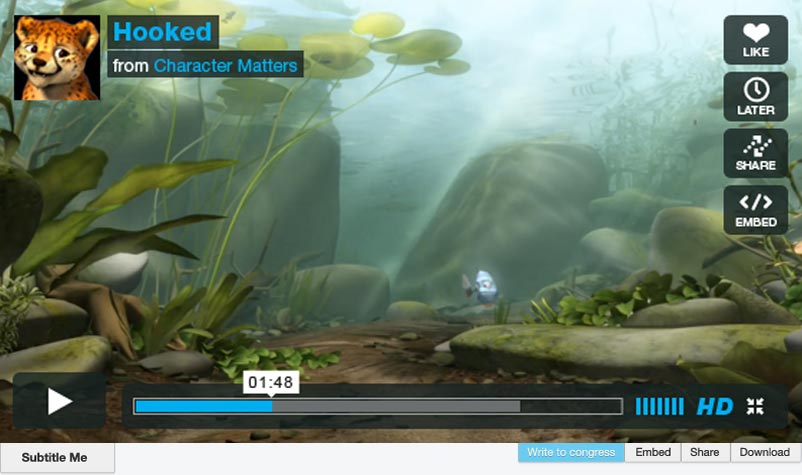 Hooked
from Character Matters
LIKE
LATER
SHARE
EMBED
01:48
HD
Subtitle Me
Write to congress
Embed
Share
Download